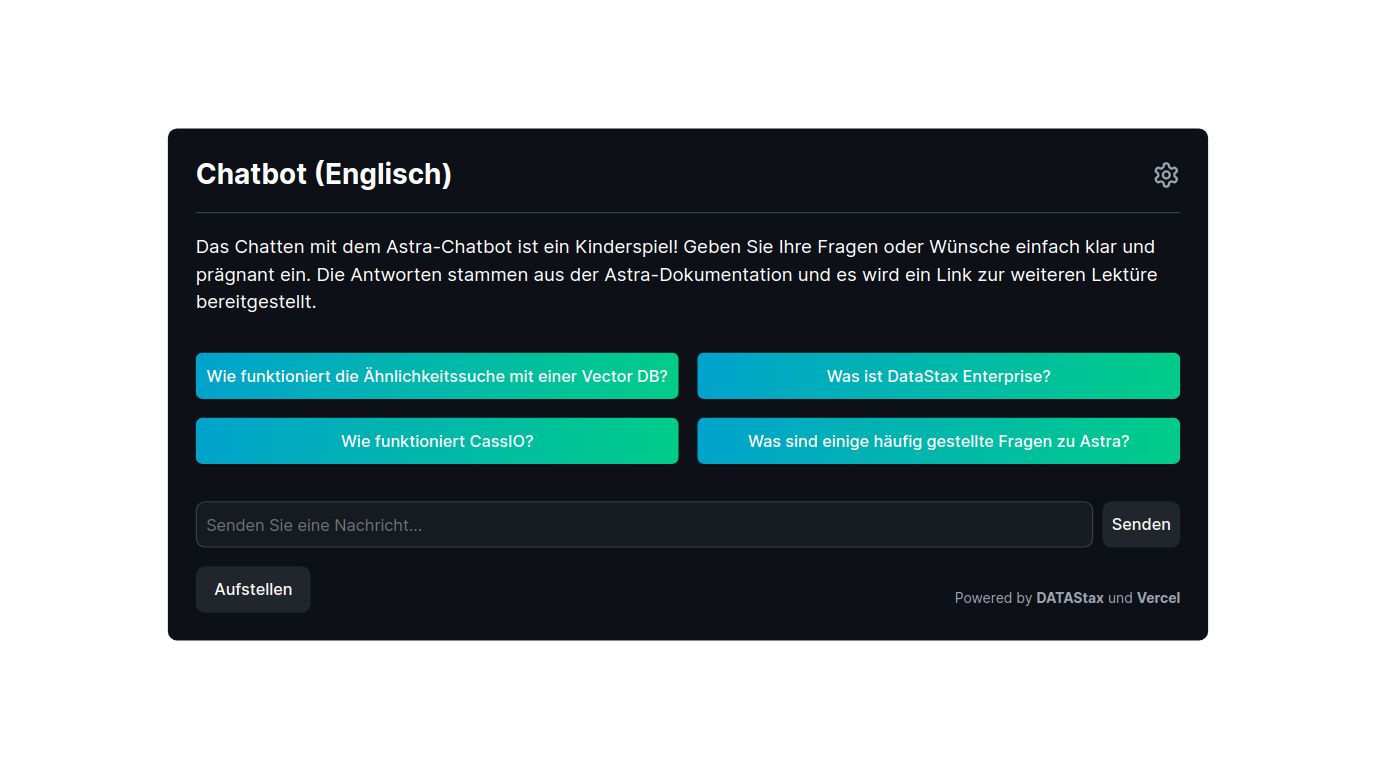 Chatbot (Englisch)
Das Chatten mit dem Astra-Chatbot ist ein Kinderspiel! Geben Sie Ihre Fragen oder Wünsche einfach klar und
prägnant ein. Die Antworten stammen aus der Astra-Dokumentation und es wird ein Link zur weiteren Lektüre
bereitgestellt.
Wie funktioniert die Ähnlichkeitssuche mit einer Vector DB?
Was ist DataStax Enterprise?
Wie funktioniert CassIO?
Was sind einige häufig gestellte Fragen zu Astra?
Senden Sie eine Nachricht...
Senden
Aufstellen
Powered by DATAStax und Vercel